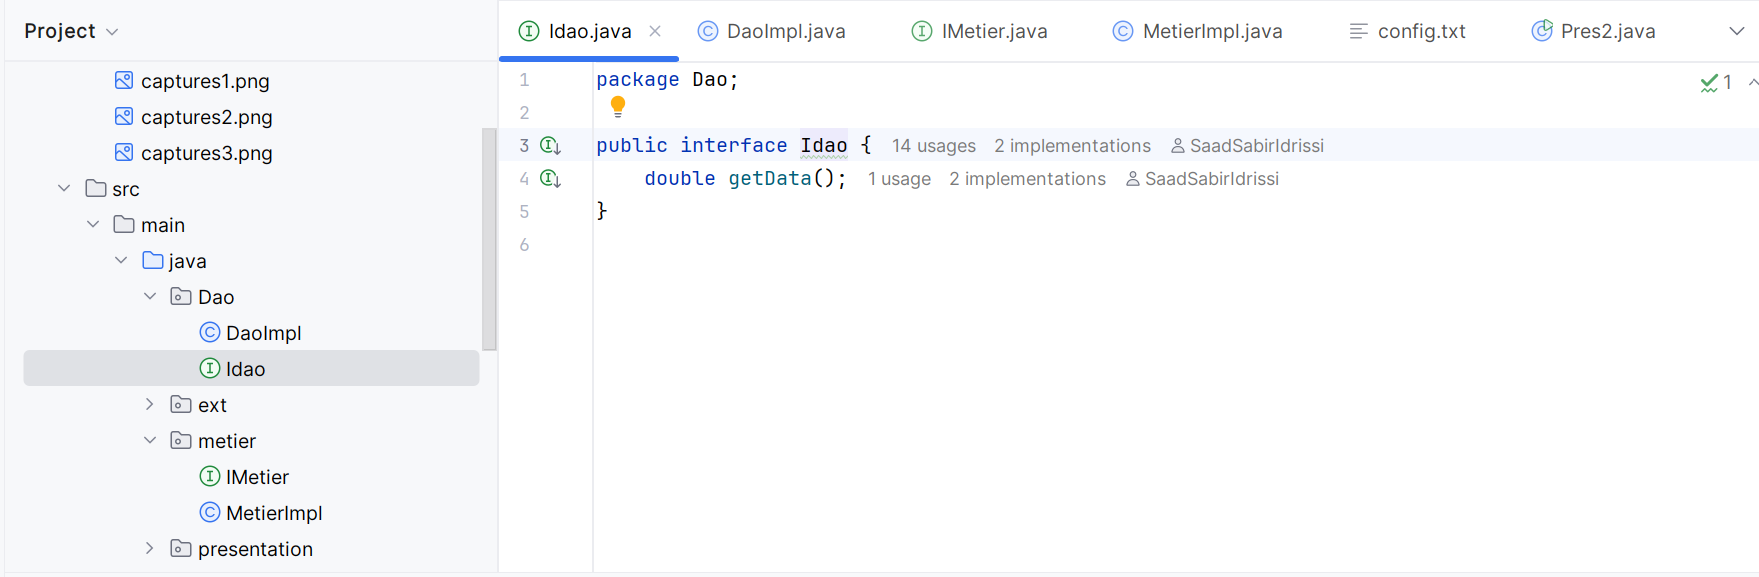 Project
captures1.png
captures2.png
captures3.png
src
main
java
Dao
DaoImpl
Idao
ext
metier
IMetier
MetierImpl
presentation
Idao.java DaoImpl.java IMetier.java MetierImpl.java config.txt Pres2.java
1 package Dao; 1
2
3 public interface Idao { 14 usages 2 implementations SaadSabirIdrissi
4 double getData(); 1 usage 2 implementations SaadSabirIdrissi
5 }
6